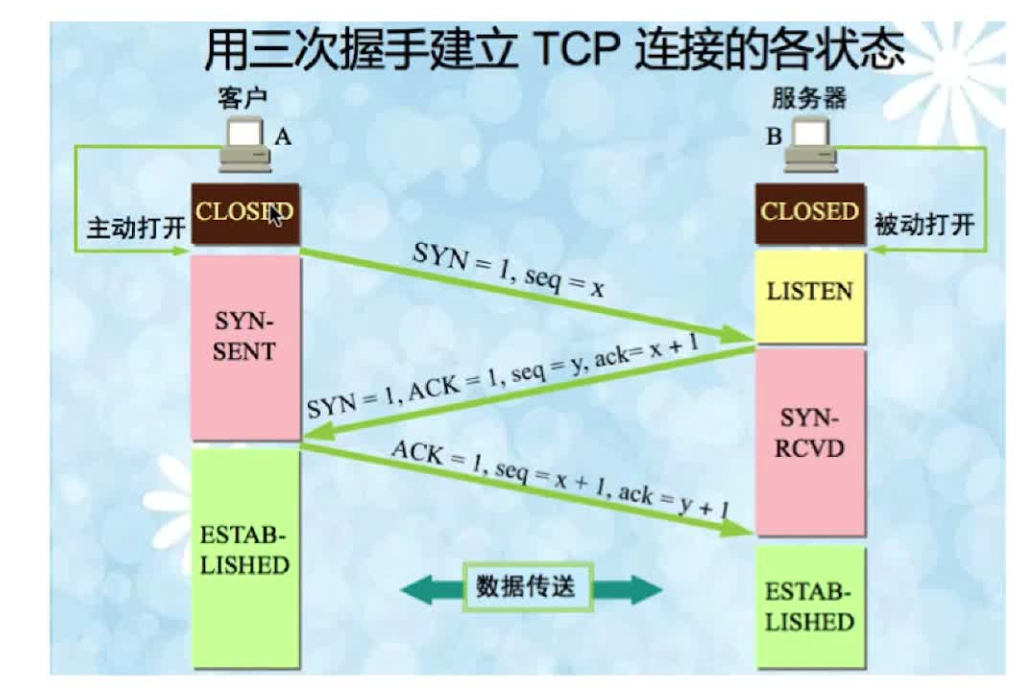 用三次握手建立 TCP 连接的各状态
客户
服务器
A
B
CLOSED
CLOSED
主动打开
被动打开
SYN = 1, seq = x
LISTEN
SYN-
SENT
SYN = 1, ACK = 1, seq = y, ack= x + 1
SYN-
RCVD
ACK = 1, seq = x + 1, ack = y + 1
ESTAB-
LISHED
数据传送
ESTAB-
LISHED